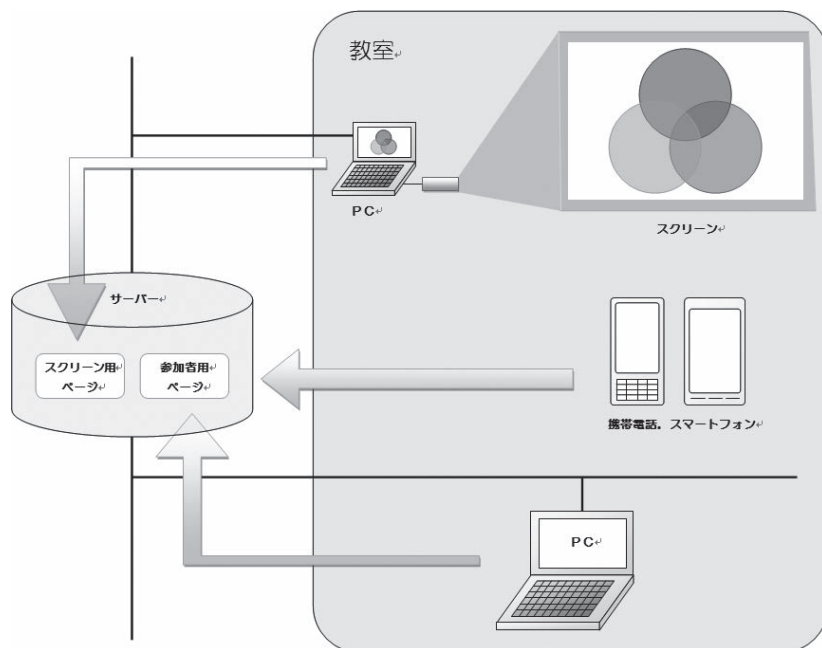 教室↵
PC↵
スクリーン↵
サーバー↵
スクリーン用↵
ページ↵
参加者用↵
ページ↵
携帯電話．スマートフォン↵
PC↵